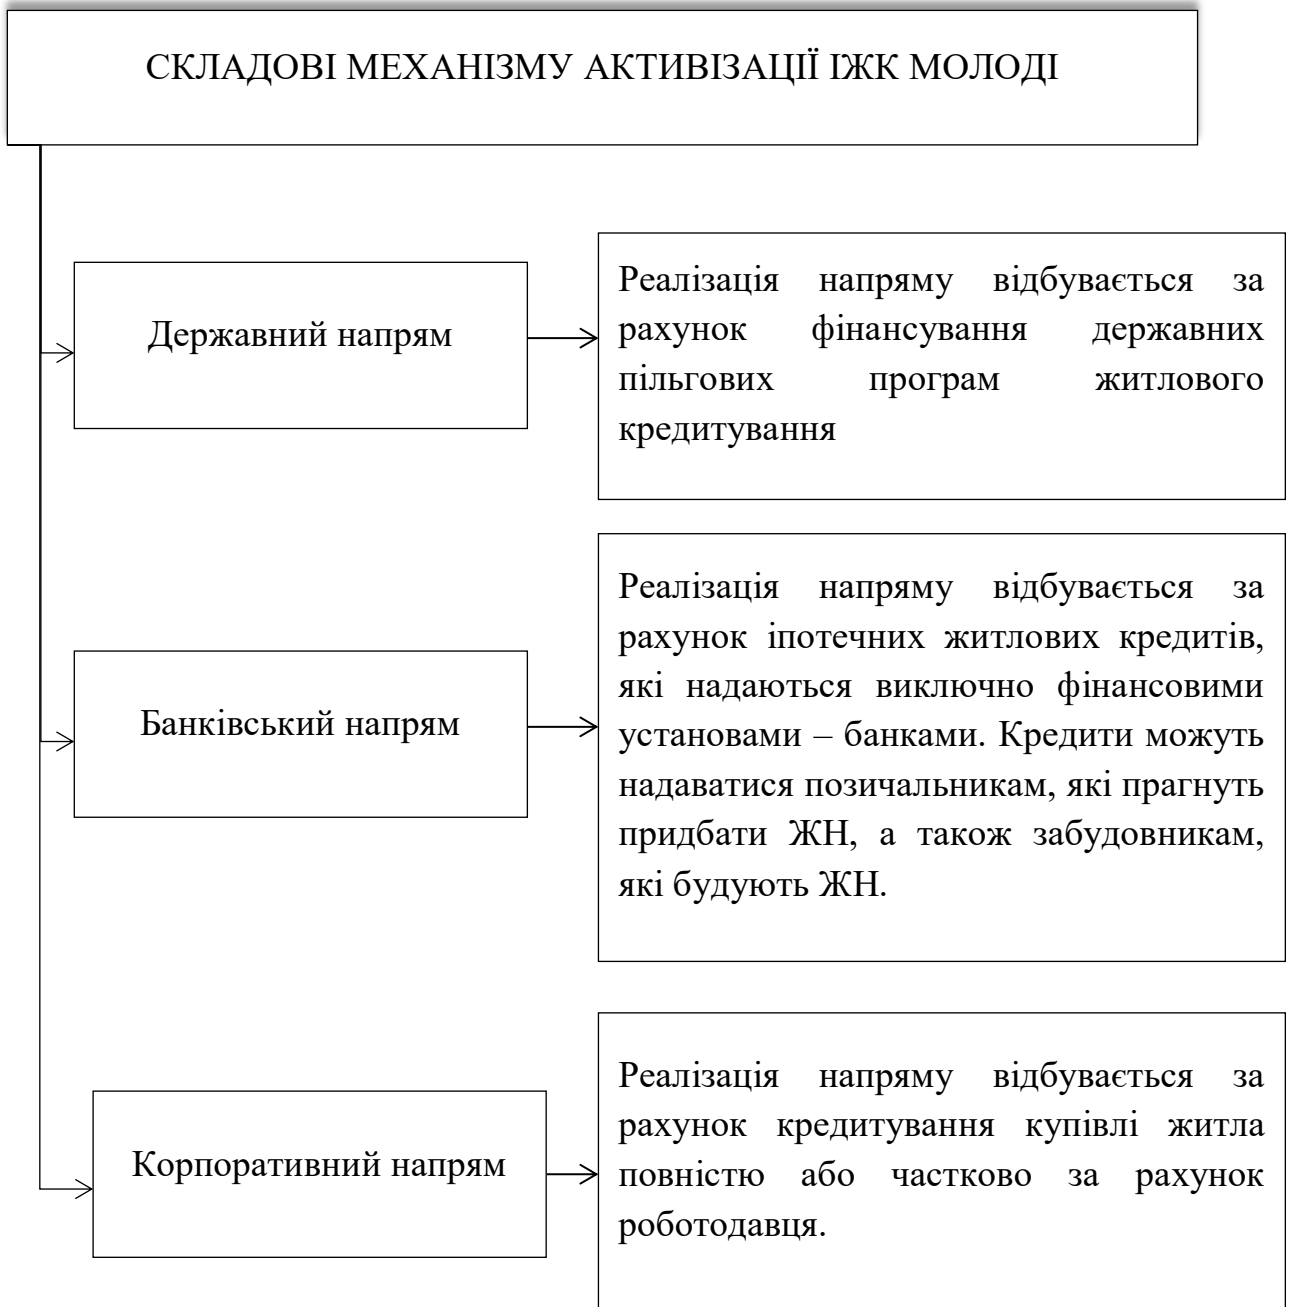 СКЛАДОВІ МЕХАНІЗМУ АКТИВІЗАЦІЇ ІЖК МОЛОДІ
Державний напрям
Реалізація напряму відбувається за
рахунок фінансування державних
пільгових програм житлового
кредитування
Банківський напрям
Реалізація напряму відбувається за
рахунок іпотечних житлових кредитів,
які надаються виключно фінансовими
установами – банками. Кредити можуть
надаватися позичальникам, які прагнуть
придбати ЖН, а також забудовникам,
які будують ЖН.
Корпоративний напрям
Реалізація напряму відбувається за
рахунок кредитування купівлі житла
повністю або частково за рахунок
роботодавця.